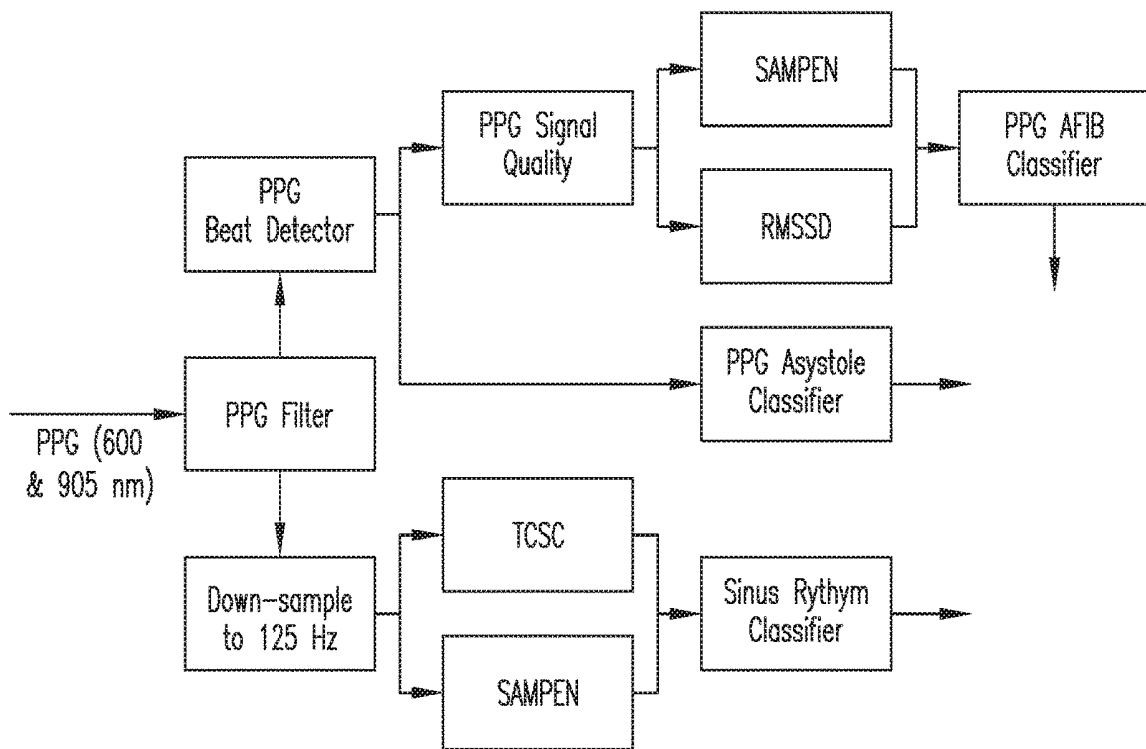 SAMPEN
PPG Signal
Quality
PPG AFIB
Classifier
PPG
Beat Detector
RMSSD
PPG Asystole
Classifier
PPG Filter
PPG (600
& 905 nm)
TCSC
Down-sample
to 125 Hz
Sinus Rythym
Classifier
SAMPEN